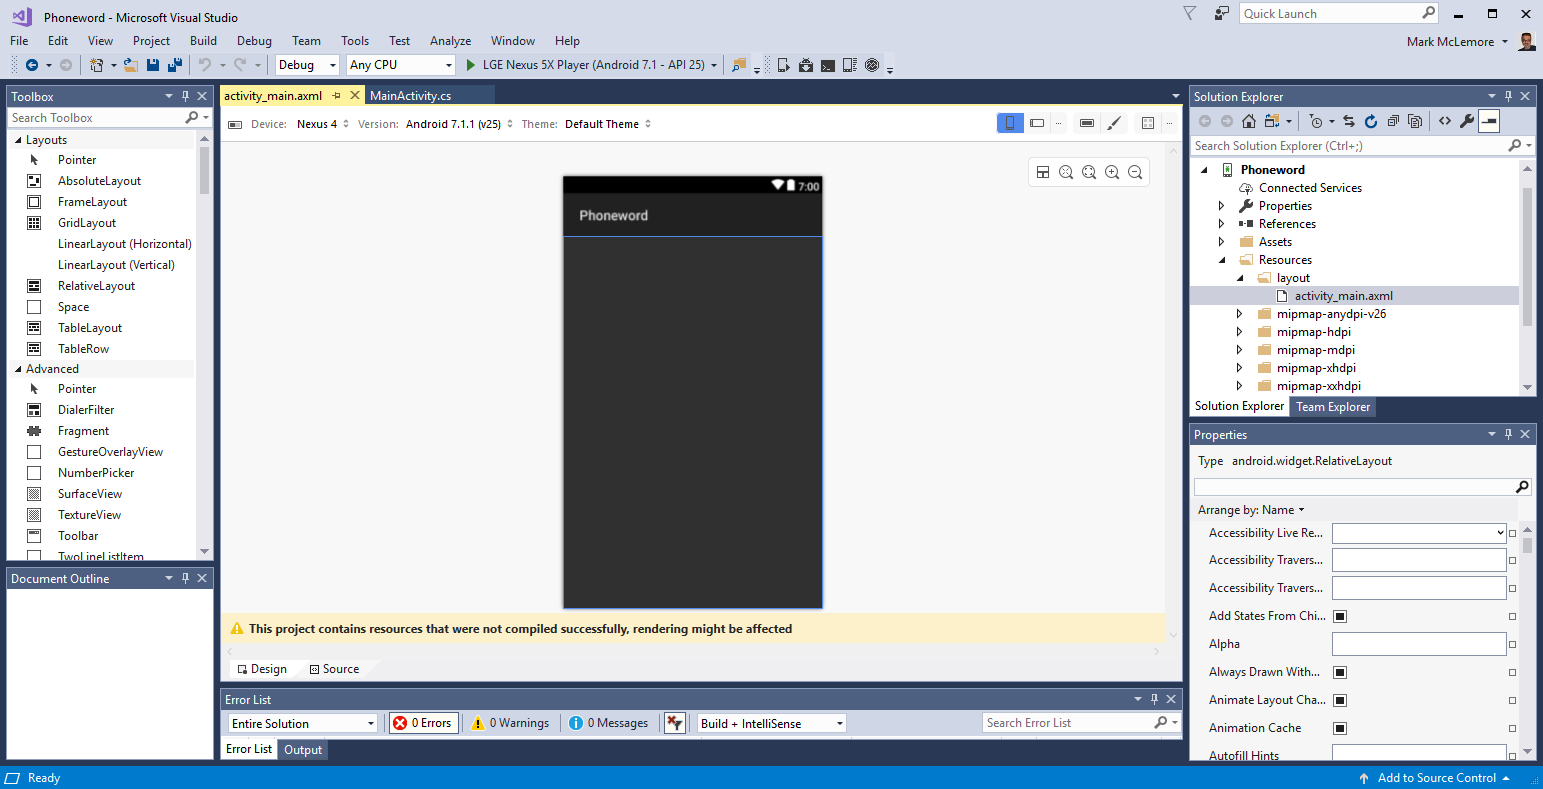 Phoneword - Microsoft Visual Studio
Quick Launch
File Edit View Project Build Debug Team Tools Test Analyze Window Help
Mark McLemore
Debug
Any CPU
LGE Nexus 5X Player (Android 7.1 - API 25)
Toolbox
Search Toolbox
Layouts
Pointer
AbsoluteLayout
FrameLayout
GridLayout
LinearLayout (Horizontal)
LinearLayout (Vertical)
RelativeLayout
Space
TableLayout
TableRow
Advanced
Pointer
DialerFilter
Fragment
GestureOverlayView
NumberPicker
SurfaceView
TextureView
Toolbar
TwoLineListItem
Document Outline
activity_main.axml
MainActivity.cs
Device: Nexus 4 Version: Android 7.1.1 (v25) Theme: Default Theme
7:00
Phoneword
This project contains resources that were not compiled successfully, rendering might be affected
Design
Source
Error List
Entire Solution
0 Errors
0 Warnings
0 Messages
Build + IntelliSense
Search Error List
Error List
Output
Solution Explorer
Search Solution Explorer (Ctrl+;)
Phoneword
Connected Services
Properties
References
Assets
Resources
layout
activity_main.axml
mipmap-anydpi-v26
mipmap-hdpi
mipmap-mdpi
mipmap-xhdpi
mipmap-xxhdpi
Solution Explorer
Team Explorer
Properties
Type android.widget.RelativeLayout
Arrange by: Name
Accessibility Live Re...
Accessibility Travers...
Accessibility Travers...
Add States From Chi...
Alpha
Always Drawn With...
Animate Layout Cha...
Animation Cache
Autofill Hints
Ready
Add to Source Control